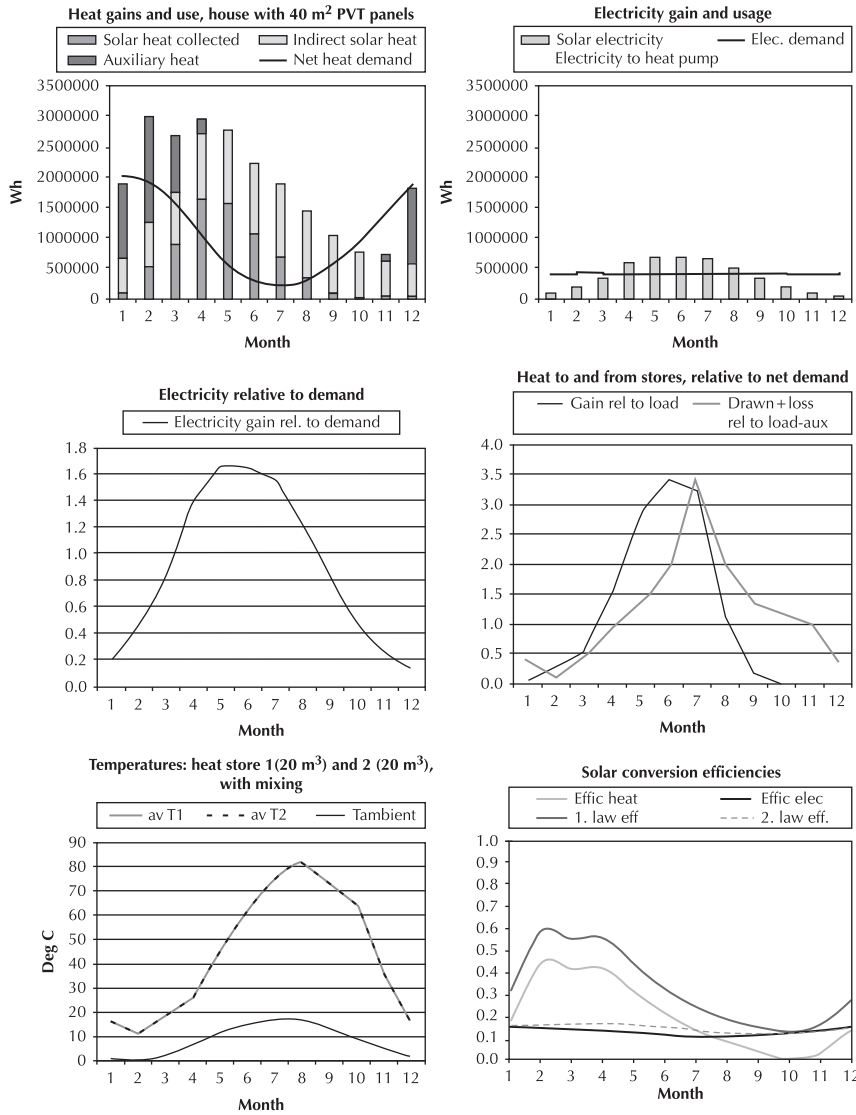 Heat gains and use, house with 40 m² PVT panels
Solar heat collected Indirect solar heat
Auxiliary heat Net heat demand
3500000
3000000
2500000
2000000
1500000
1000000
500000
0
Wh
1 2 3 4 5 6 7 8 9 10 11 12
Month
Electricity gain and usage
Solar electricity Elec. demand
Electricity to heat pump
3500000
3000000
2500000
2000000
1500000
1000000
500000
0
Wh
1 2 3 4 5 6 7 8 9 10 11 12
Month
Electricity relative to demand
Electricity gain rel. to demand
1.8
1.6
1.4
1.2
1.0
0.8
0.6
0.4
0.2
0.0
1 2 3 4 5 6 7 8 9 10 11 12
Month
Heat to and from stores, relative to net demand
Gain rel to load Drawn+loss
rel to load-aux
4.0
3.5
3.0
2.5
2.0
1.5
1.0
0.5
0.0
1 2 3 4 5 6 7 8 9 10 11 12
Month
Temperatures: heat store 1(20 m³) and 2 (20 m³),
with mixing
av T1 av T2 Tambient
90
80
70
60
50
40
30
20
10
0
Deg C
1 2 3 4 5 6 7 8 9 10 11 12
Month
Solar conversion efficiencies
Effic heat Effic elec
1. law eff 2. law eff.
1.0
0.9
0.8
0.7
0.6
0.5
0.4
0.3
0.2
0.1
0.0
1 2 3 4 5 6 7 8 9 10 11 12
Month